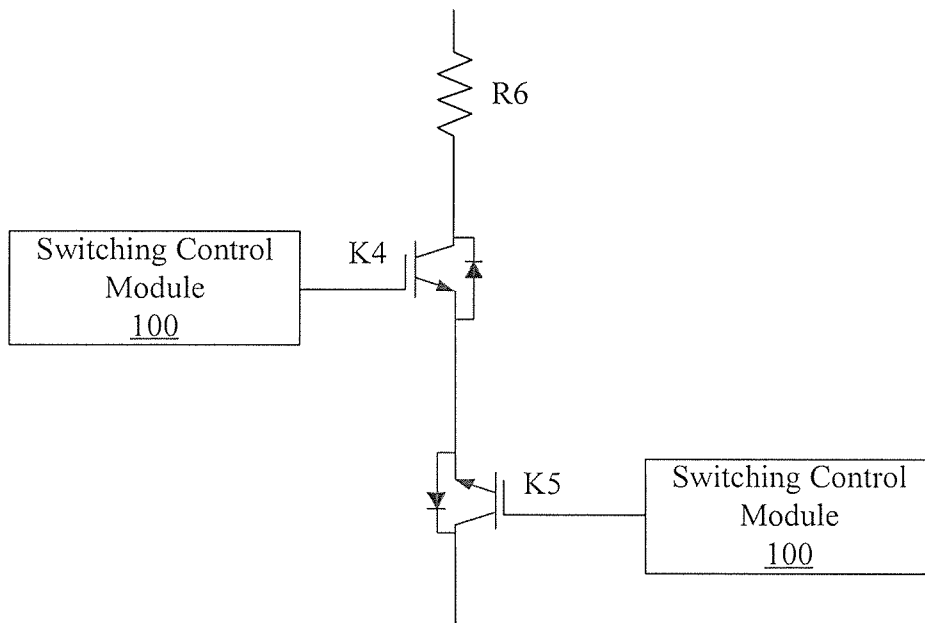 R6
K4
Switching Control
Module
100
K5
Switching Control
Module
100